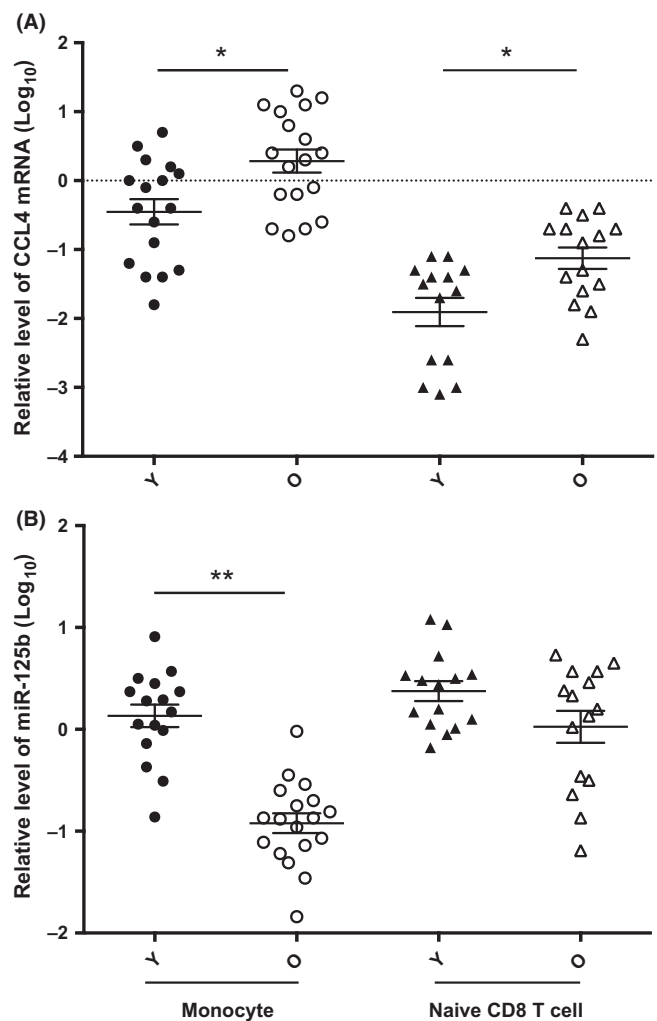 (A)
Relative level of CCL4 mRNA (Log10)
2
1
0
–1
–2
–3
–4
* *
Y O Y O
(B)
Relative level of miR-125b (Log10)
2
1
0
–1
–2
**
Y O Y O
Monocyte Naive CD8 T cell